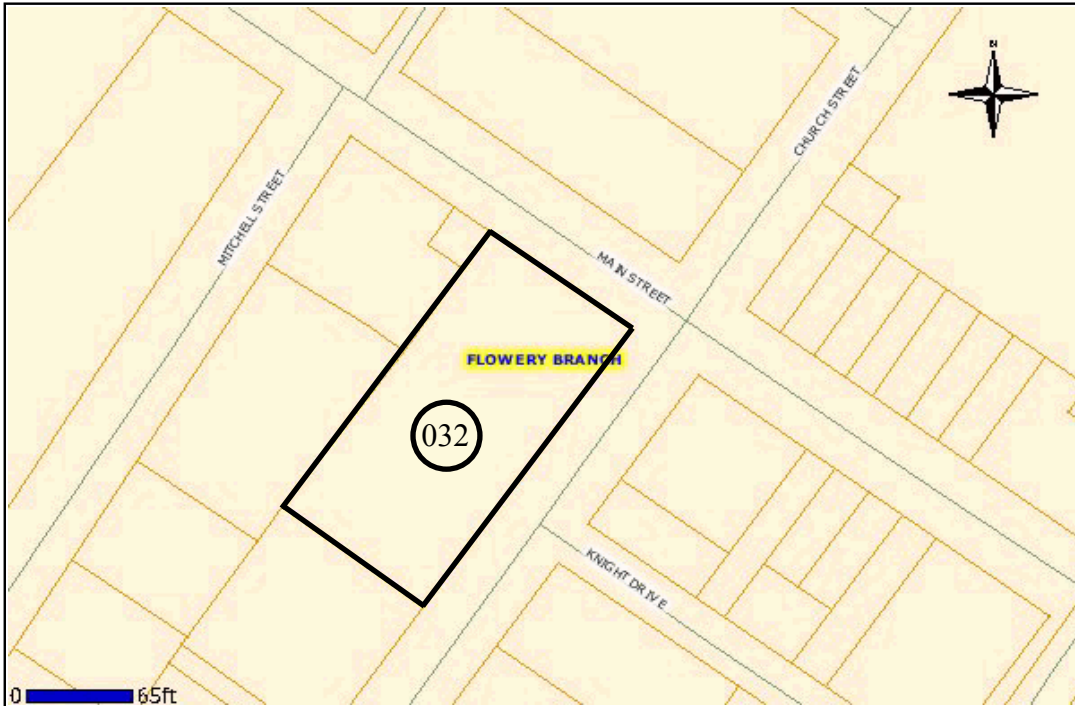 N
CHURCH STREET
MITCHELL STREET
MAIN STREET
FLOWERY BRANCH
032
KNIGHT DRIVE
0 65ft